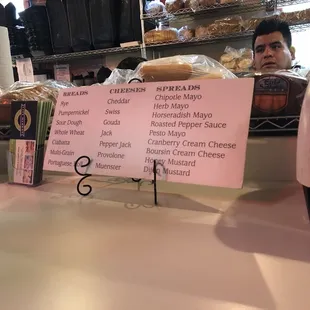 BREADS
Rye
Pumpernickel
Whole Wheat
Ciabatta
Sour Dough
Multi-Grain
Portuguese
CHEESES
Cheddar
Swiss
Gouda
Jack
Pepper Jack
Provolone
Muenster
SPREADS
Chipotle Mayo
Herb Mayo
Horseradish Mayo
Roasted Pepper Sauce
Pesto Mayo
Cranberry Cream Cheese
Boursin Cream Cheese
Honey Mustard
Dijon Mustard